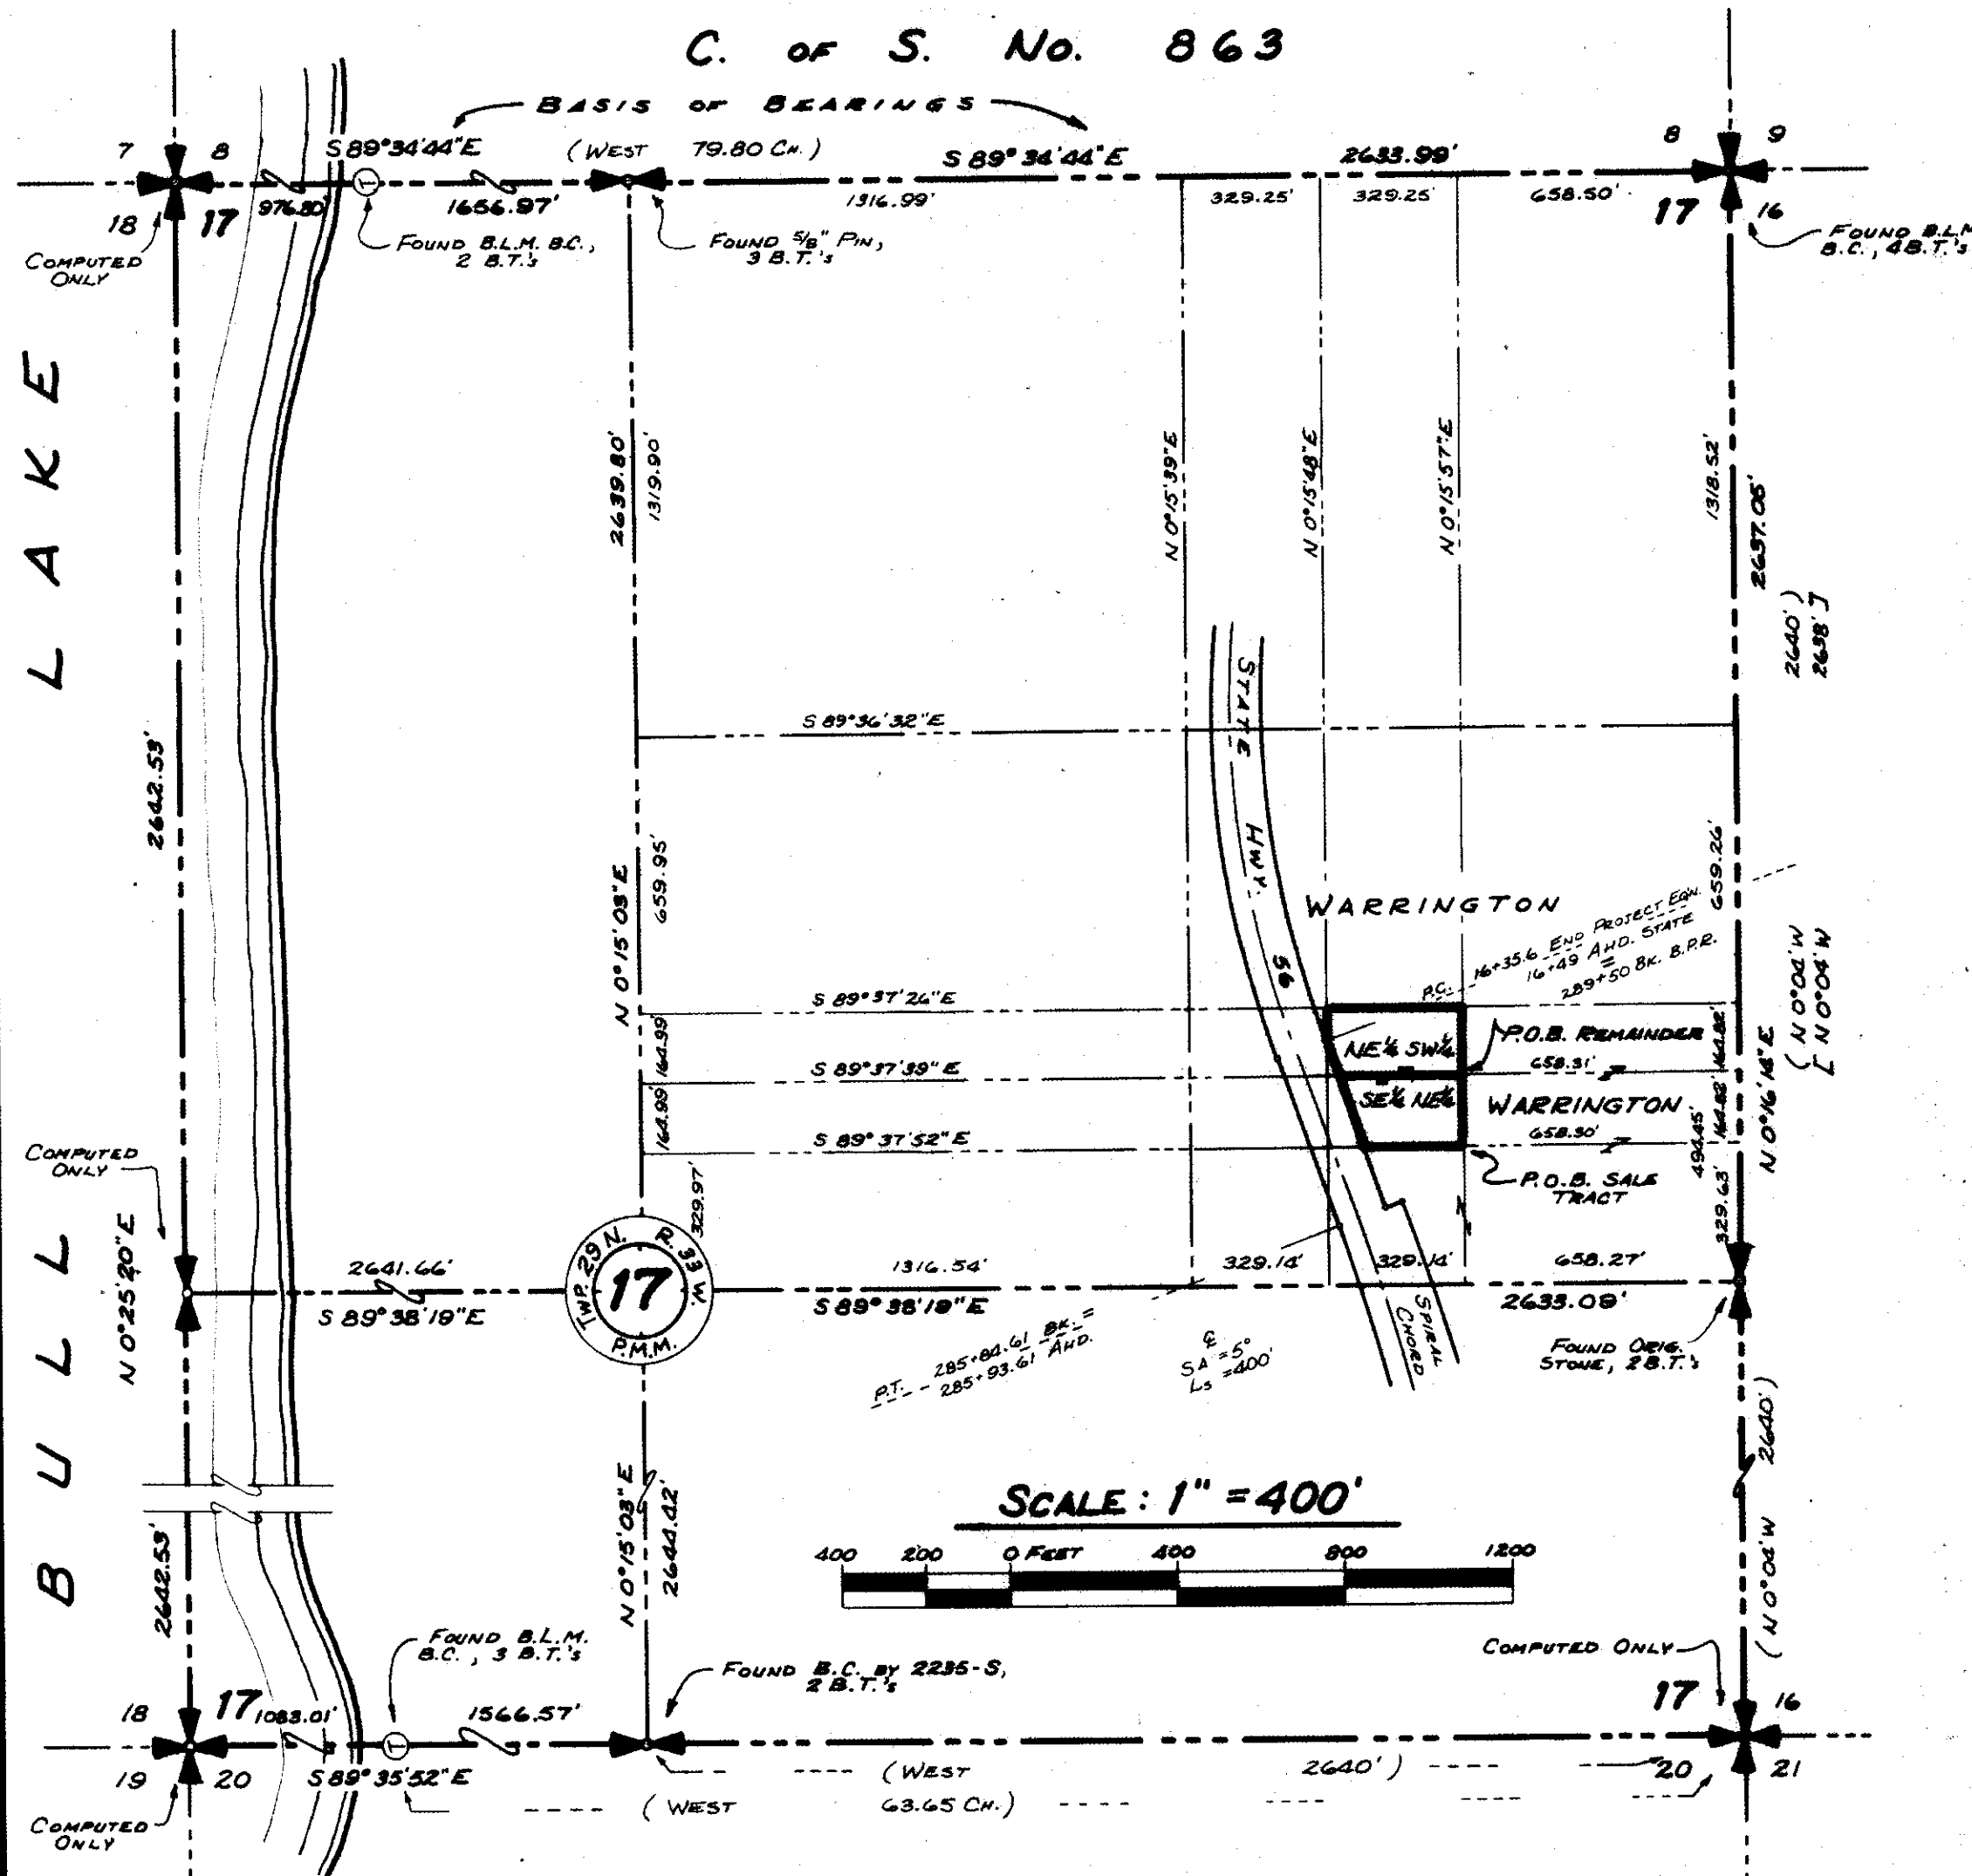 C. OF S. No. 863
BASIS OF BEARINGS
7
8
S 89°34'44"E
(WEST 79.80 CH.)
S 89°34'44"E
2633.99'
8
9
18
17
976.80'
1656.97'
1316.99'
329.25'
329.25'
658.50'
17
16
COMPUTED
ONLY
FOUND B.L.M. B.C.,
2 B.T.'s
FOUND 5/8" PIN,
3 B.T.'s
FOUND B.L.M.
B.C., 4 B.T.'s
BULL LAKE
2642.53'
2639.80'
1319.90'
N 0°15'39"E
N 0°15'48"E
N 0°15'57"E
1318.52'
2637.05'
2640')
2638']
S 89°36'32"E
STATE HWY. 56
N 0°15'03"E
659.95'
WARRINGTON
659.26'
P.C. 16+35.6 END PROJECT EQ'N.
16+49 AHD. STATE
=
289+50 BK. B.P.R.
(N 0°04'W
[N 0°04'W
S 89°37'26"E
164.99'
NE¼ SW¼
P.O.B. REMAINDER
658.31'
164.82'
S 89°37'39"E
164.99'
SE¼ NE¼
WARRINGTON
658.30'
164.82'
494.45'
N 0°16'14"E
S 89°37'52"E
P.O.B. SALE
TRACT
COMPUTED
ONLY
329.97'
329.63'
N 0°25'20"E
2641.66'
S 89°38'19"E
TWP. 29 N. R. 33 W.
17
P.M.M.
1316.54'
S 89°38'19"E
329.14'
329.14'
658.27'
2633.09'
SPIRAL
CHORD
FOUND ORIG.
STONE, 2 B.T.'s
P.T. 285+84.61 BK. =
285+93.61 AHD.
℄
SΔ = 5°
Ls = 400'
2640')
(N 0°04'W
N 0°15'03"E
2644.42'
2642.53'
SCALE: 1" = 400'
400 200 0 FEET 400 800 1200
FOUND B.L.M.
B.C., 3 B.T.'s
FOUND B.C. BY 2235-S,
2 B.T.'s
COMPUTED ONLY
18
17
1083.01'
1566.57'
17
16
19
20
S 89°35'52"E
(WEST 2640')
20
21
(WEST 63.65 CH.)
COMPUTED
ONLY